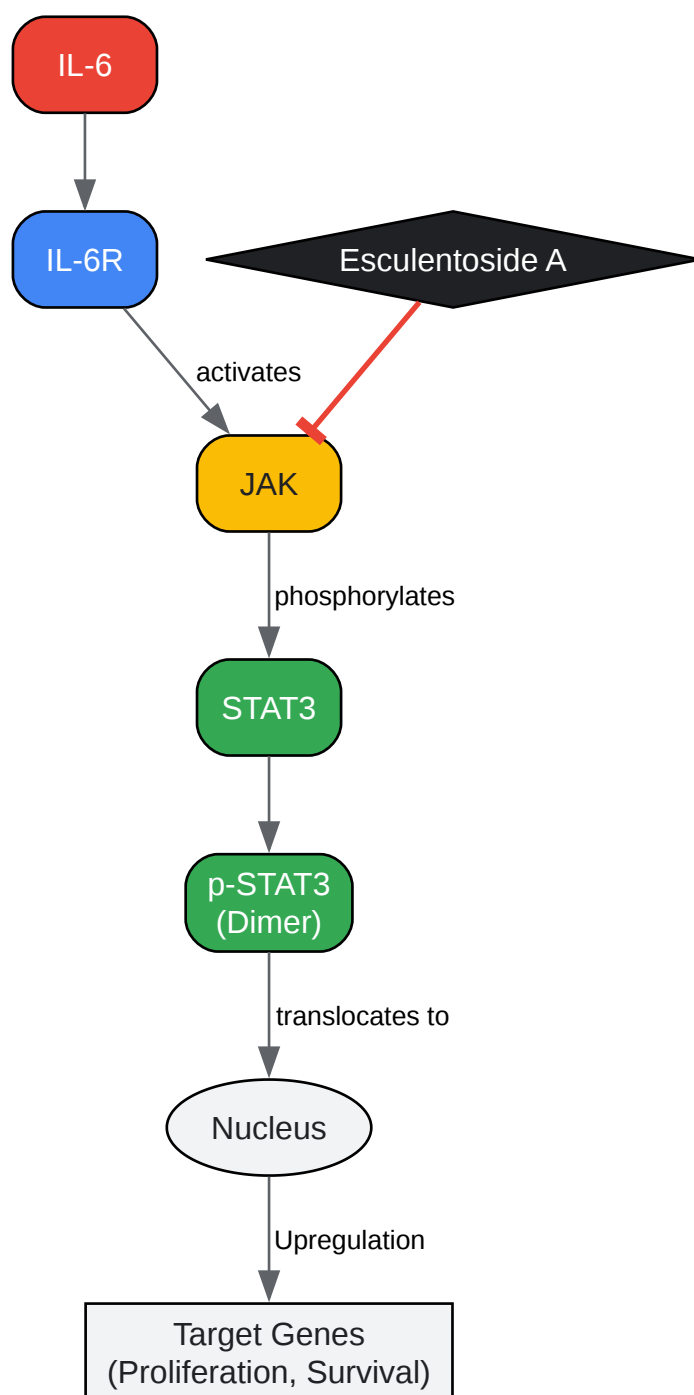 IL-6
IL-6R
Esculentoside A
activates
JAK
phosphorylates
STAT3
p-STAT3
(Dimer)
translocates to
Nucleus
Upregulation
Target Genes
(Proliferation, Survival)